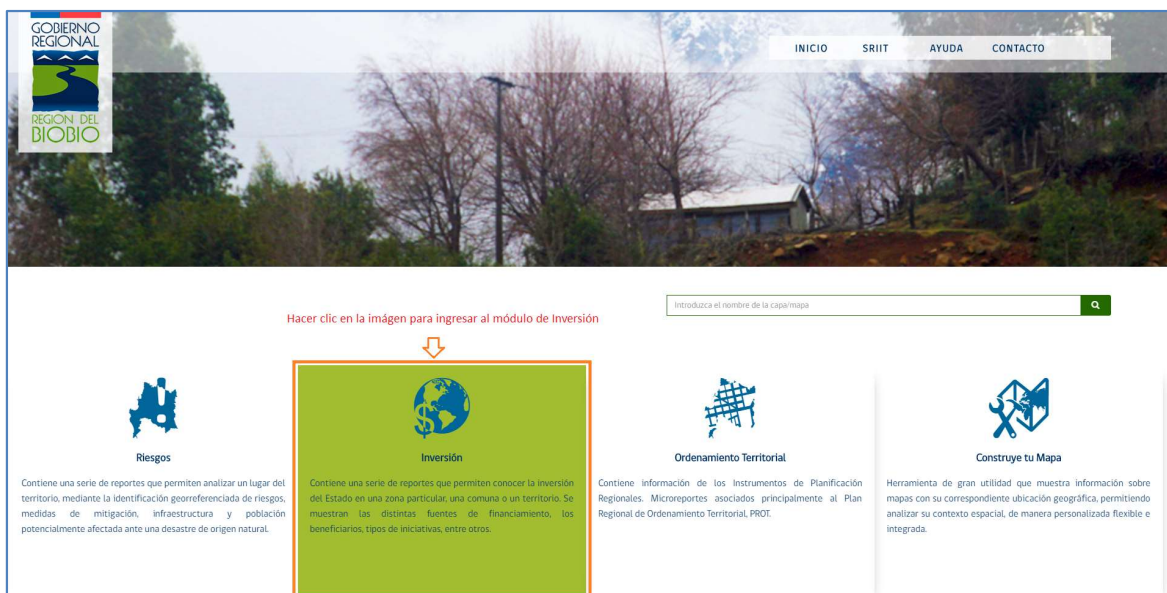 GOBIERNO
REGIONAL
REGION DEL
BIOBIO
INICIO SRIIT AYUDA CONTACTO
Introduzca el nombre de la capa/mapa
Hacer clic en la imágen para ingresar al módulo de Inversión
Riesgos
Contiene una serie de reportes que permiten analizar un lugar del
territorio, mediante la identificación georreferenciada de riesgos,
medidas de mitigación, infraestructura y población
potencialmente afectada ante una desastre de origen natural.
Inversión
Contiene una serie de reportes que permiten conocer la inversión
del Estado en una zona particular, una comuna o un territorio. Se
muestran las distintas fuentes de financiamiento, los
beneficiarios, tipos de iniciativas, entre otros.
Ordenamiento Territorial
Contiene información de los Instrumentos de Planificación
Regionales. Microreportes asociados principalmente al Plan
Regional de Ordenamiento Territorial, PROT.
Construye tu Mapa
Herramienta de gran utilidad que muestra información sobre
mapas con su correspondiente ubicación geográfica, permitiendo
analizar su contexto espacial, de manera personalizada flexible e
integrada.